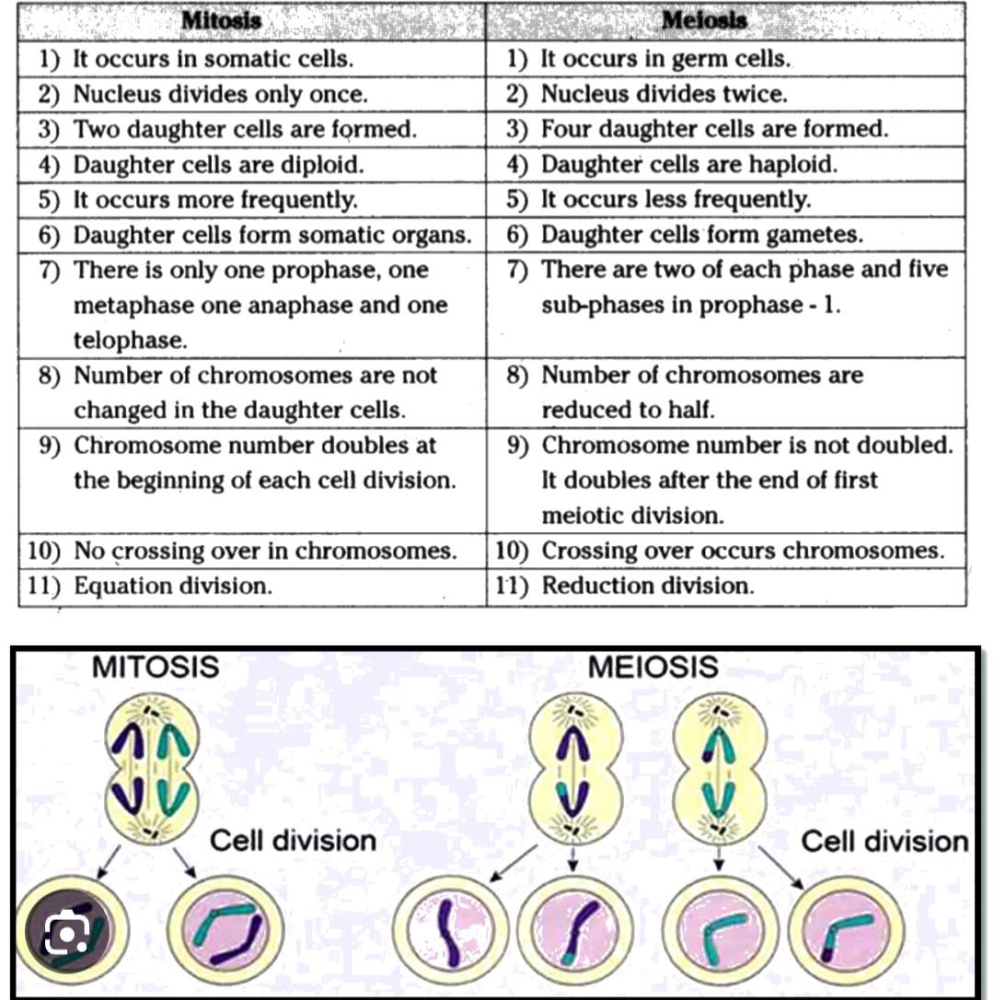 Mitosis
Meiosis
1) It occurs in somatic cells.
1) It occurs in germ cells.
2) Nucleus divides only once.
2) Nucleus divides twice.
3) Two daughter cells are formed.
3) Four daughter cells are formed.
4) Daughter cells are diploid.
4) Daughter cells are haploid.
5) It occurs more frequently.
5) It occurs less frequently.
6) Daughter cells form somatic organs.
6) Daughter cells form gametes.
7) There is only one prophase, one
metaphase one anaphase and one
telophase.
7) There are two of each phase and five
sub-phases in prophase - 1.
8) Number of chromosomes are not
changed in the daughter cells.
8) Number of chromosomes are
reduced to half.
9) Chromosome number doubles at
the beginning of each cell division.
9) Chromosome number is not doubled.
It doubles after the end of first
meiotic division.
10) No crossing over in chromosomes.
10) Crossing over occurs chromosomes.
11) Equation division.
11) Reduction division.
MITOSIS
MEIOSIS
Cell division
Cell division